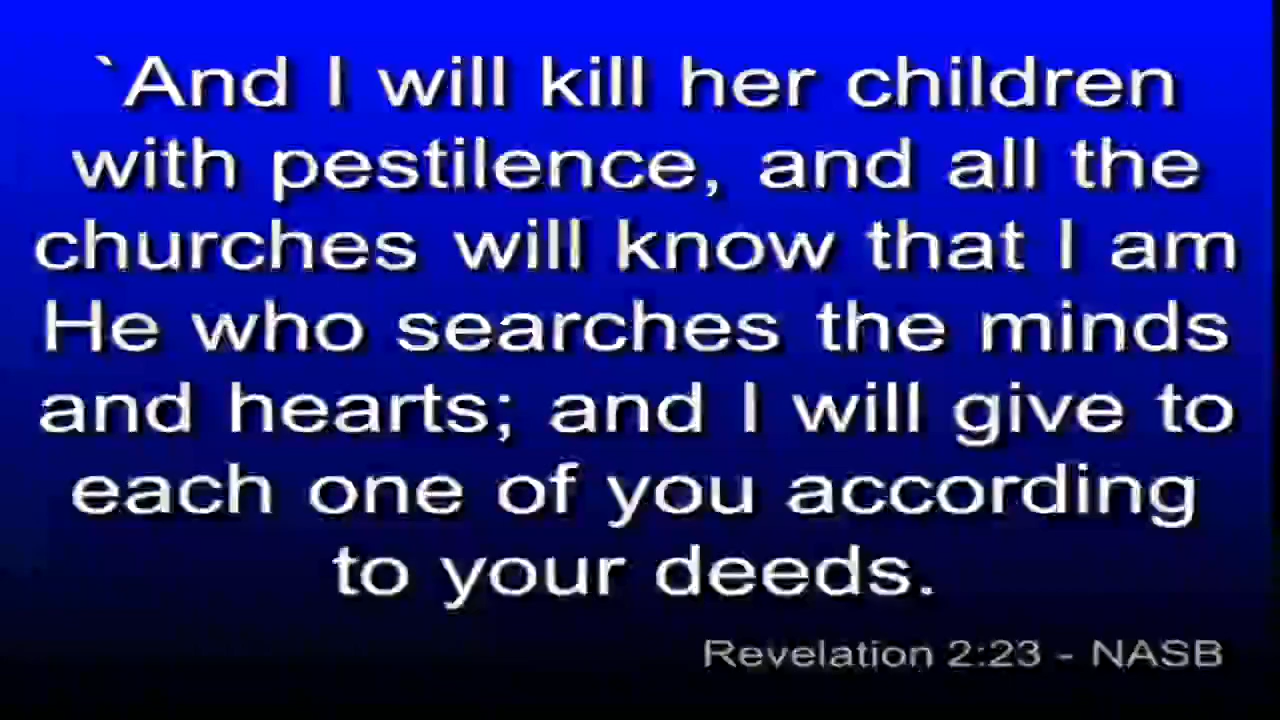 `And I will kill her children
with pestilence, and all the
churches will know that I am
He who searches the minds
and hearts; and I will give to
each one of you according
to your deeds.
Revelation 2:23 - NASB